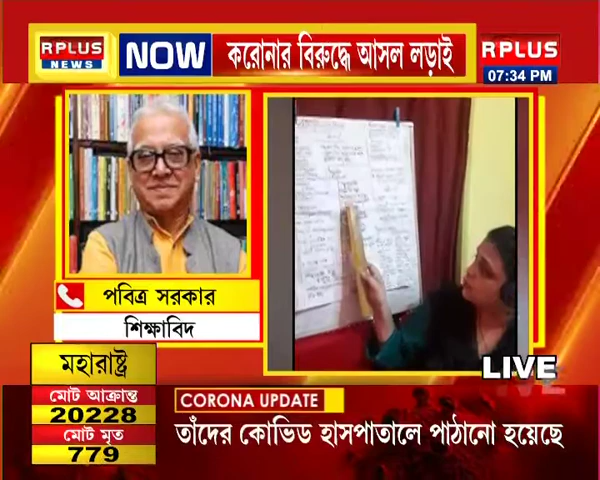 RPLUS
NEWS
NOW
করোনার বিরুদ্ধে আসল লড়াই
RPLUS
07:34 PM
পবিত্র সরকার
শিক্ষাবিদ
LIVE
মহারাষ্ট্র
মোট আক্রান্ত
20228
মোট মৃত
779
CORONA UPDATE
তাঁদের কোভিড হাসপাতালে পাঠানো হয়েছে